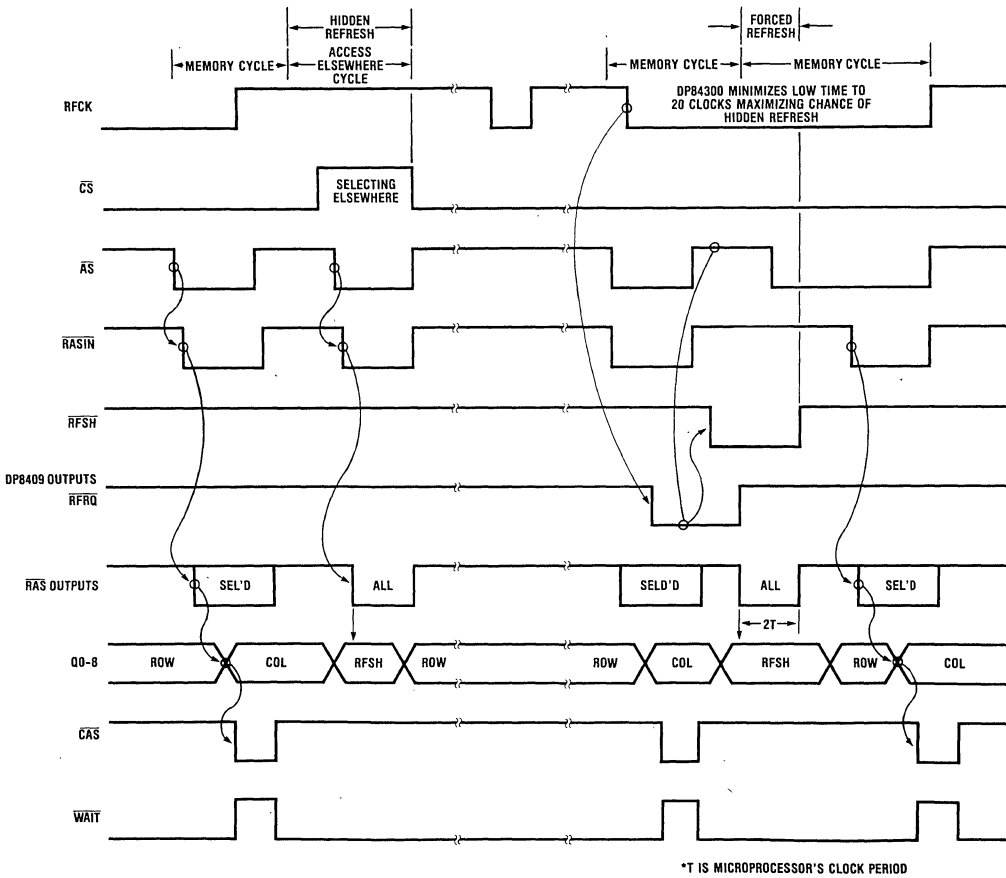 HIDDEN
REFRESH
FORCED
REFRESH
MEMORY CYCLE
ACCESS
ELSEWHERE
CYCLE
MEMORY CYCLE
MEMORY CYCLE
RFCK
DP84300 MINIMIZES LOW TIME TO
20 CLOCKS MAXIMIZING CHANCE OF
HIDDEN REFRESH
CS
SELECTING
ELSEWHERE
AS
RASIN
RFSH
DP8409 OUTPUTS
RFRQ
RAS OUTPUTS
SEL'D
ALL
SELD'D
ALL
SEL'D
2T
Q0-8
ROW
COL
RFSH
ROW
ROW
COL
RFSH
ROW
COL
CAS
WAIT
*T IS MICROPROCESSOR'S CLOCK PERIOD